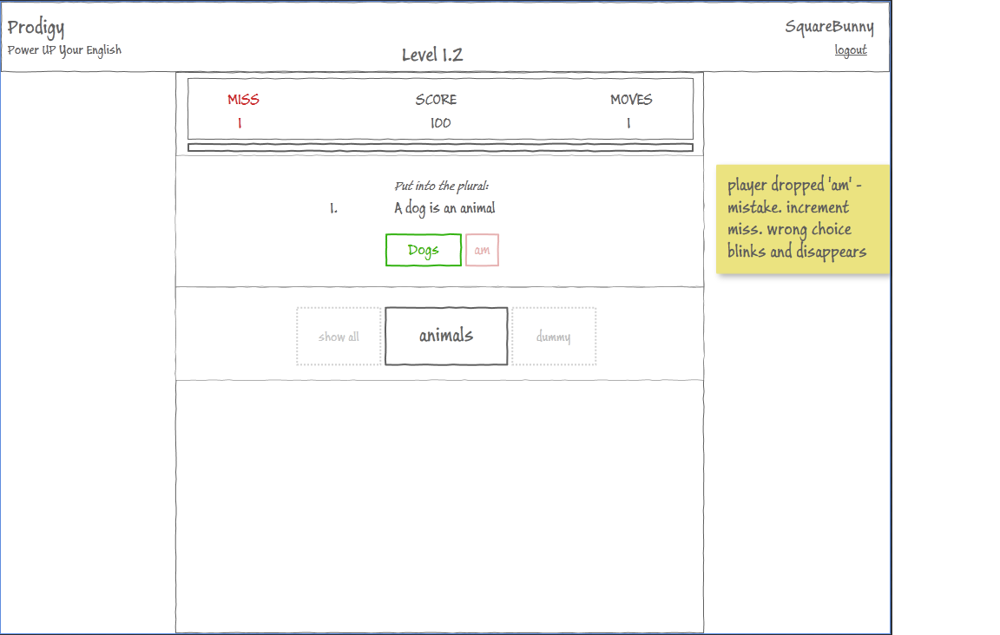 Prodigy
SquareBunny
Power UP Your English
logout
Level 1.2
MISS SCORE MOVES
1 100 1
Put into the plural:
1. A dog is an animal
Dogs am
show all animals dummy
player dropped 'am' -
mistake. increment
miss. wrong choice
blinks and disappears